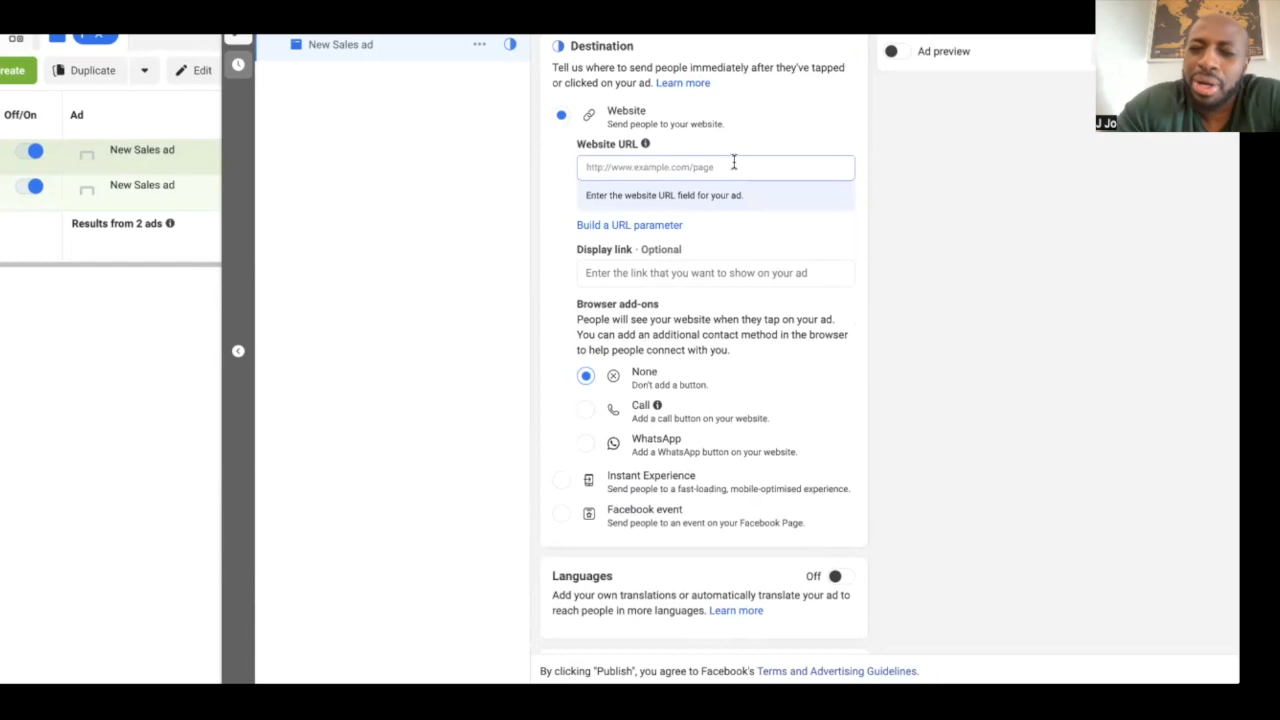 New Sales ad
reate
Duplicate
Edit
Off/On
Ad
New Sales ad
New Sales ad
Results from 2 ads
Destination
Tell us where to send people immediately after they've tapped
or clicked on your ad. Learn more
Website
Send people to your website.
Website URL
http://www.example.com/page
Enter the website URL field for your ad.
Build a URL parameter
Display link · Optional
Enter the link that you want to show on your ad
Browser add-ons
People will see your website when they tap on your ad.
You can add an additional contact method in the browser
to help people connect with you.
None
Don't add a button.
Call
Add a call button on your website.
WhatsApp
Add a WhatsApp button on your website.
Instant Experience
Send people to a fast-loading, mobile-optimised experience.
Facebook event
Send people to an event on your Facebook Page.
Languages
Off
Add your own translations or automatically translate your ad to
reach people in more languages. Learn more
By clicking "Publish", you agree to Facebook's Terms and Advertising Guidelines.
Ad preview
J Jo